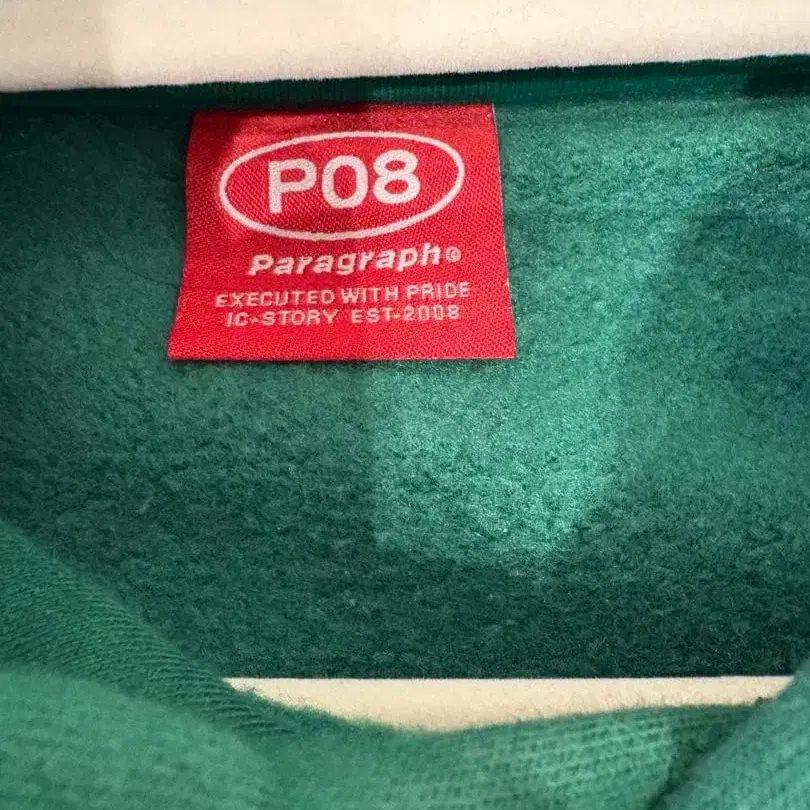 P08
Paragraph®
EXECUTED WITH PRIDE
IC-STORY EST-2008